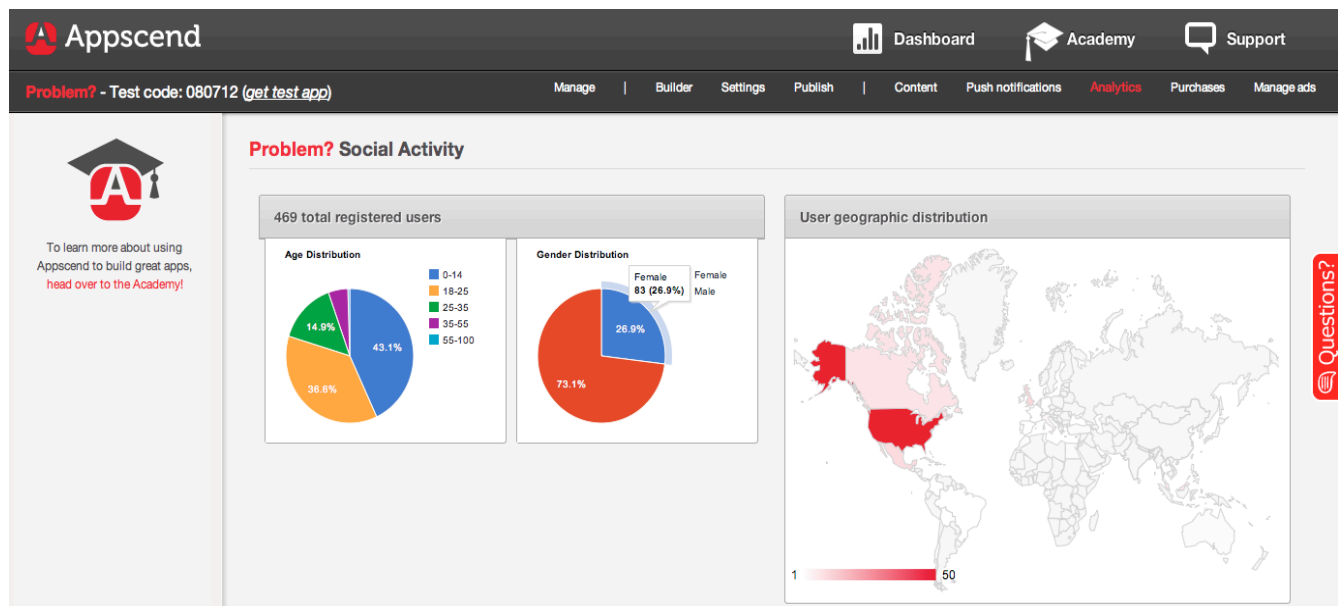 Appscend
Dashboard
Academy
Support
Problem? - Test code: 080712 (get test app)
Manage | Builder Settings Publish | Content Push notifications Analytics Purchases Manage ads
To learn more about using
Appscend to build great apps,
head over to the Academy!
Problem? Social Activity
469 total registered users
Age Distribution
0-14
18-25
25-35
35-55
55-100
43.1%
36.6%
14.9%
Gender Distribution
Female
83 (26.9%)
Female
Male
26.9%
73.1%
User geographic distribution
1
50
Questions?